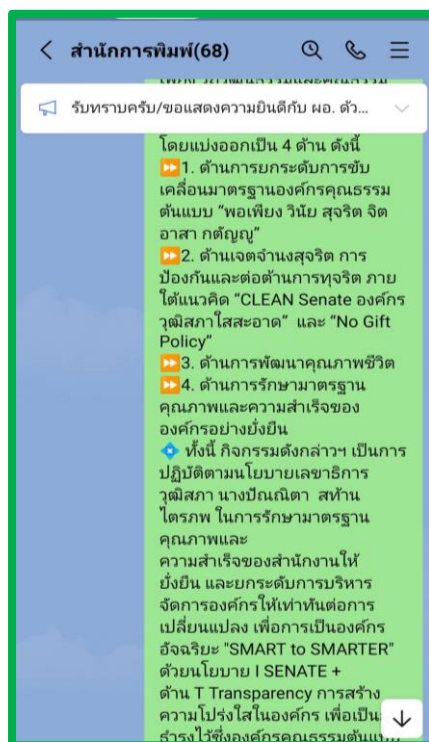 สำนักการพิมพ์(68)
รับทราบครับ/ขอแสดงความยินดีกับ ผอ. ด้ว...
โดยแบ่งออกเป็น 4 ด้าน ดังนี้
⏩1. ด้านการยกระดับการขับ
เคลื่อนมาตรฐานองค์กรคุณธรรม
ต้นแบบ “พอเพียง วินัย สุจริต จิต
อาสา กตัญญู”
⏩2. ด้านเจตจำนงสุจริต การ
ป้องกันและต่อต้านการทุจริต ภาย
ใต้แนวคิด “CLEAN Senate องค์กร
วุฒิสภาใสสะอาด” และ “No Gift
Policy”
⏩3. ด้านการพัฒนาคุณภาพชีวิต
⏩4. ด้านการรักษามาตรฐาน
คุณภาพและความสำเร็จของ
องค์กรอย่างยั่งยืน
💠 ทั้งนี้ กิจกรรมดังกล่าวฯ เป็นการ
ปฏิบัติตามนโยบายเลขาธิการ
วุฒิสภา นางปัณณิตา สท้าน
ไตรภพ ในการรักษามาตรฐาน
คุณภาพและ
ความสำเร็จของสำนักงานให้
ยั่งยืน และยกระดับการบริหาร
จัดการองค์กรให้เท่าทันต่อการ
เปลี่ยนแปลง เพื่อการเป็นองค์กร
อัจฉริยะ "SMART to SMARTER"
ด้วยนโยบาย I SENATE +
ด้าน T Transparency การสร้าง
ความโปร่งใสในองค์กร เพื่อเป็น
ธำรงไว้ซึ่งองค์กรคุณธรรมต้นแบบ